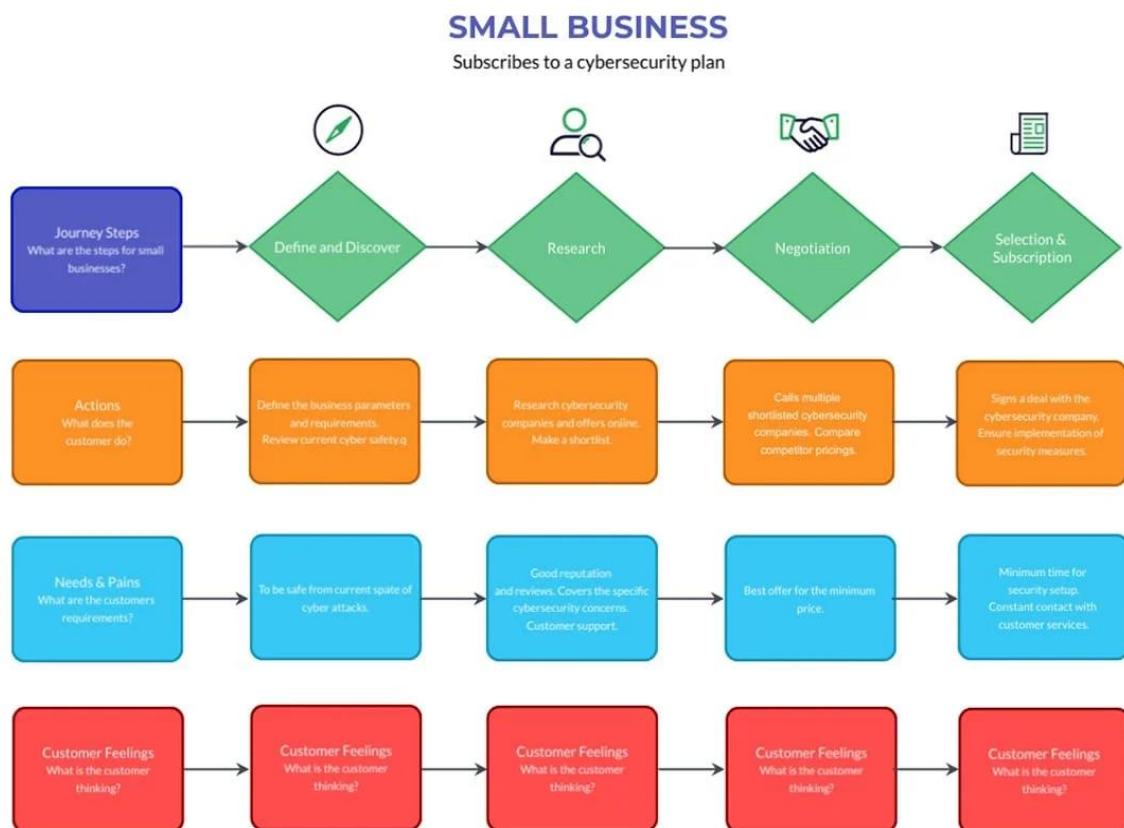 SMALL BUSINESS
Subscribes to a cybersecurity plan
Journey Steps
What are the steps for small
businesses?
Define and Discover
Research
Negotiation
Selection &
Subscription
Actions
What does the
customer do?
Define the business parameters
and requirements.
Review current cyber safety.q
Research cybersecurity
companies and offers online.
Make a shortlist.
Calls multiple
shortlisted cybersecurity
companies. Compare
competitor pricings.
Signs a deal with the
cybersecurity company.
Ensure implementation of
security measures.
Needs & Pains
What are the customers
requirements?
To be safe from current spate of
cyber attacks.
Good reputation
and reviews. Covers the specific
cybersecurity concerns.
Customer support.
Best offer for the minimum
price.
Minimum time for
security setup.
Constant contact with
customer services.
Customer Feelings
What is the customer
thinking?
Customer Feelings
What is the customer
thinking?
Customer Feelings
What is the customer
thinking?
Customer Feelings
What is the customer
thinking?
Customer Feelings
What is the customer
thinking?